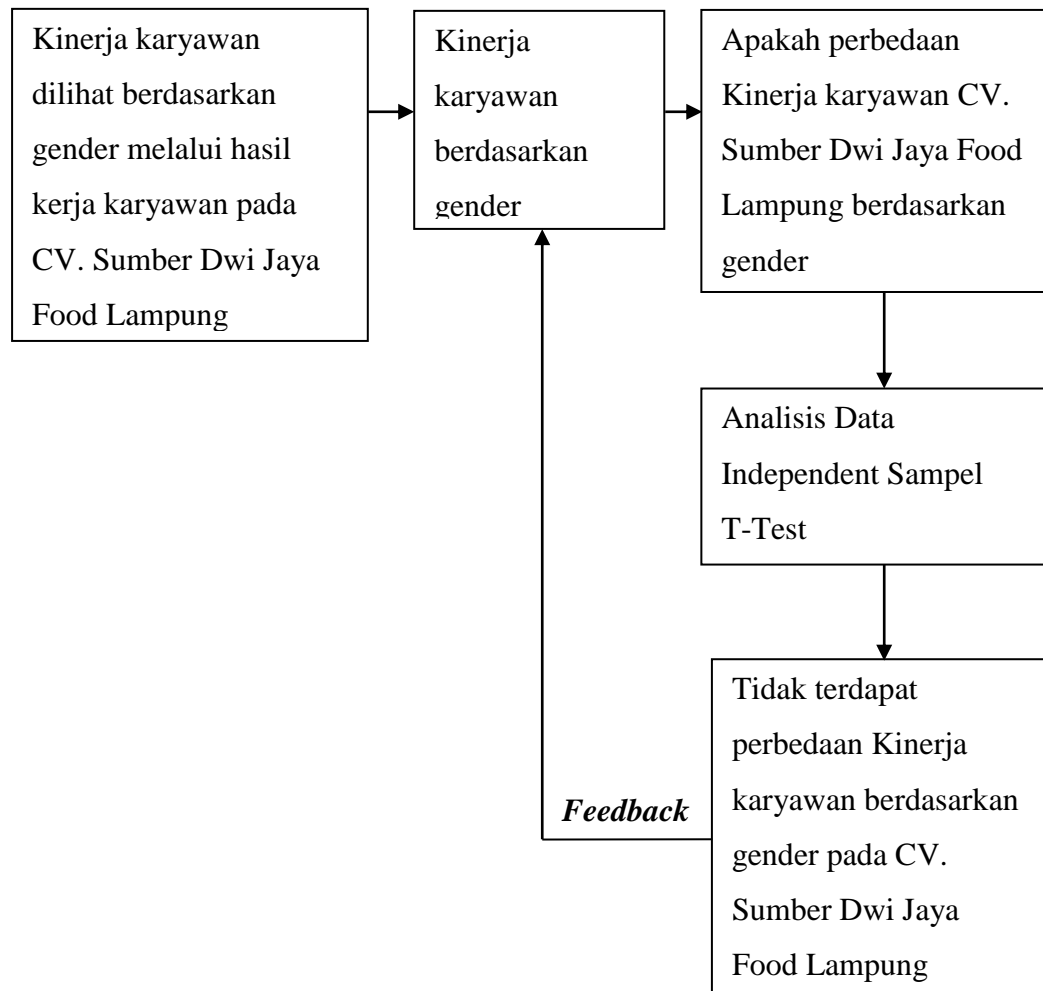 Kinerja karyawan
dilihat berdasarkan
gender melalui hasil
kerja karyawan pada
CV. Sumber Dwi Jaya
Food Lampung
Kinerja
karyawan
berdasarkan
gender
Apakah perbedaan
Kinerja karyawan CV.
Sumber Dwi Jaya Food
Lampung berdasarkan
gender
Analisis Data
Independent Sampel
T-Test
Tidak terdapat
perbedaan Kinerja
karyawan berdasarkan
gender pada CV.
Sumber Dwi Jaya
Food Lampung
Feedback